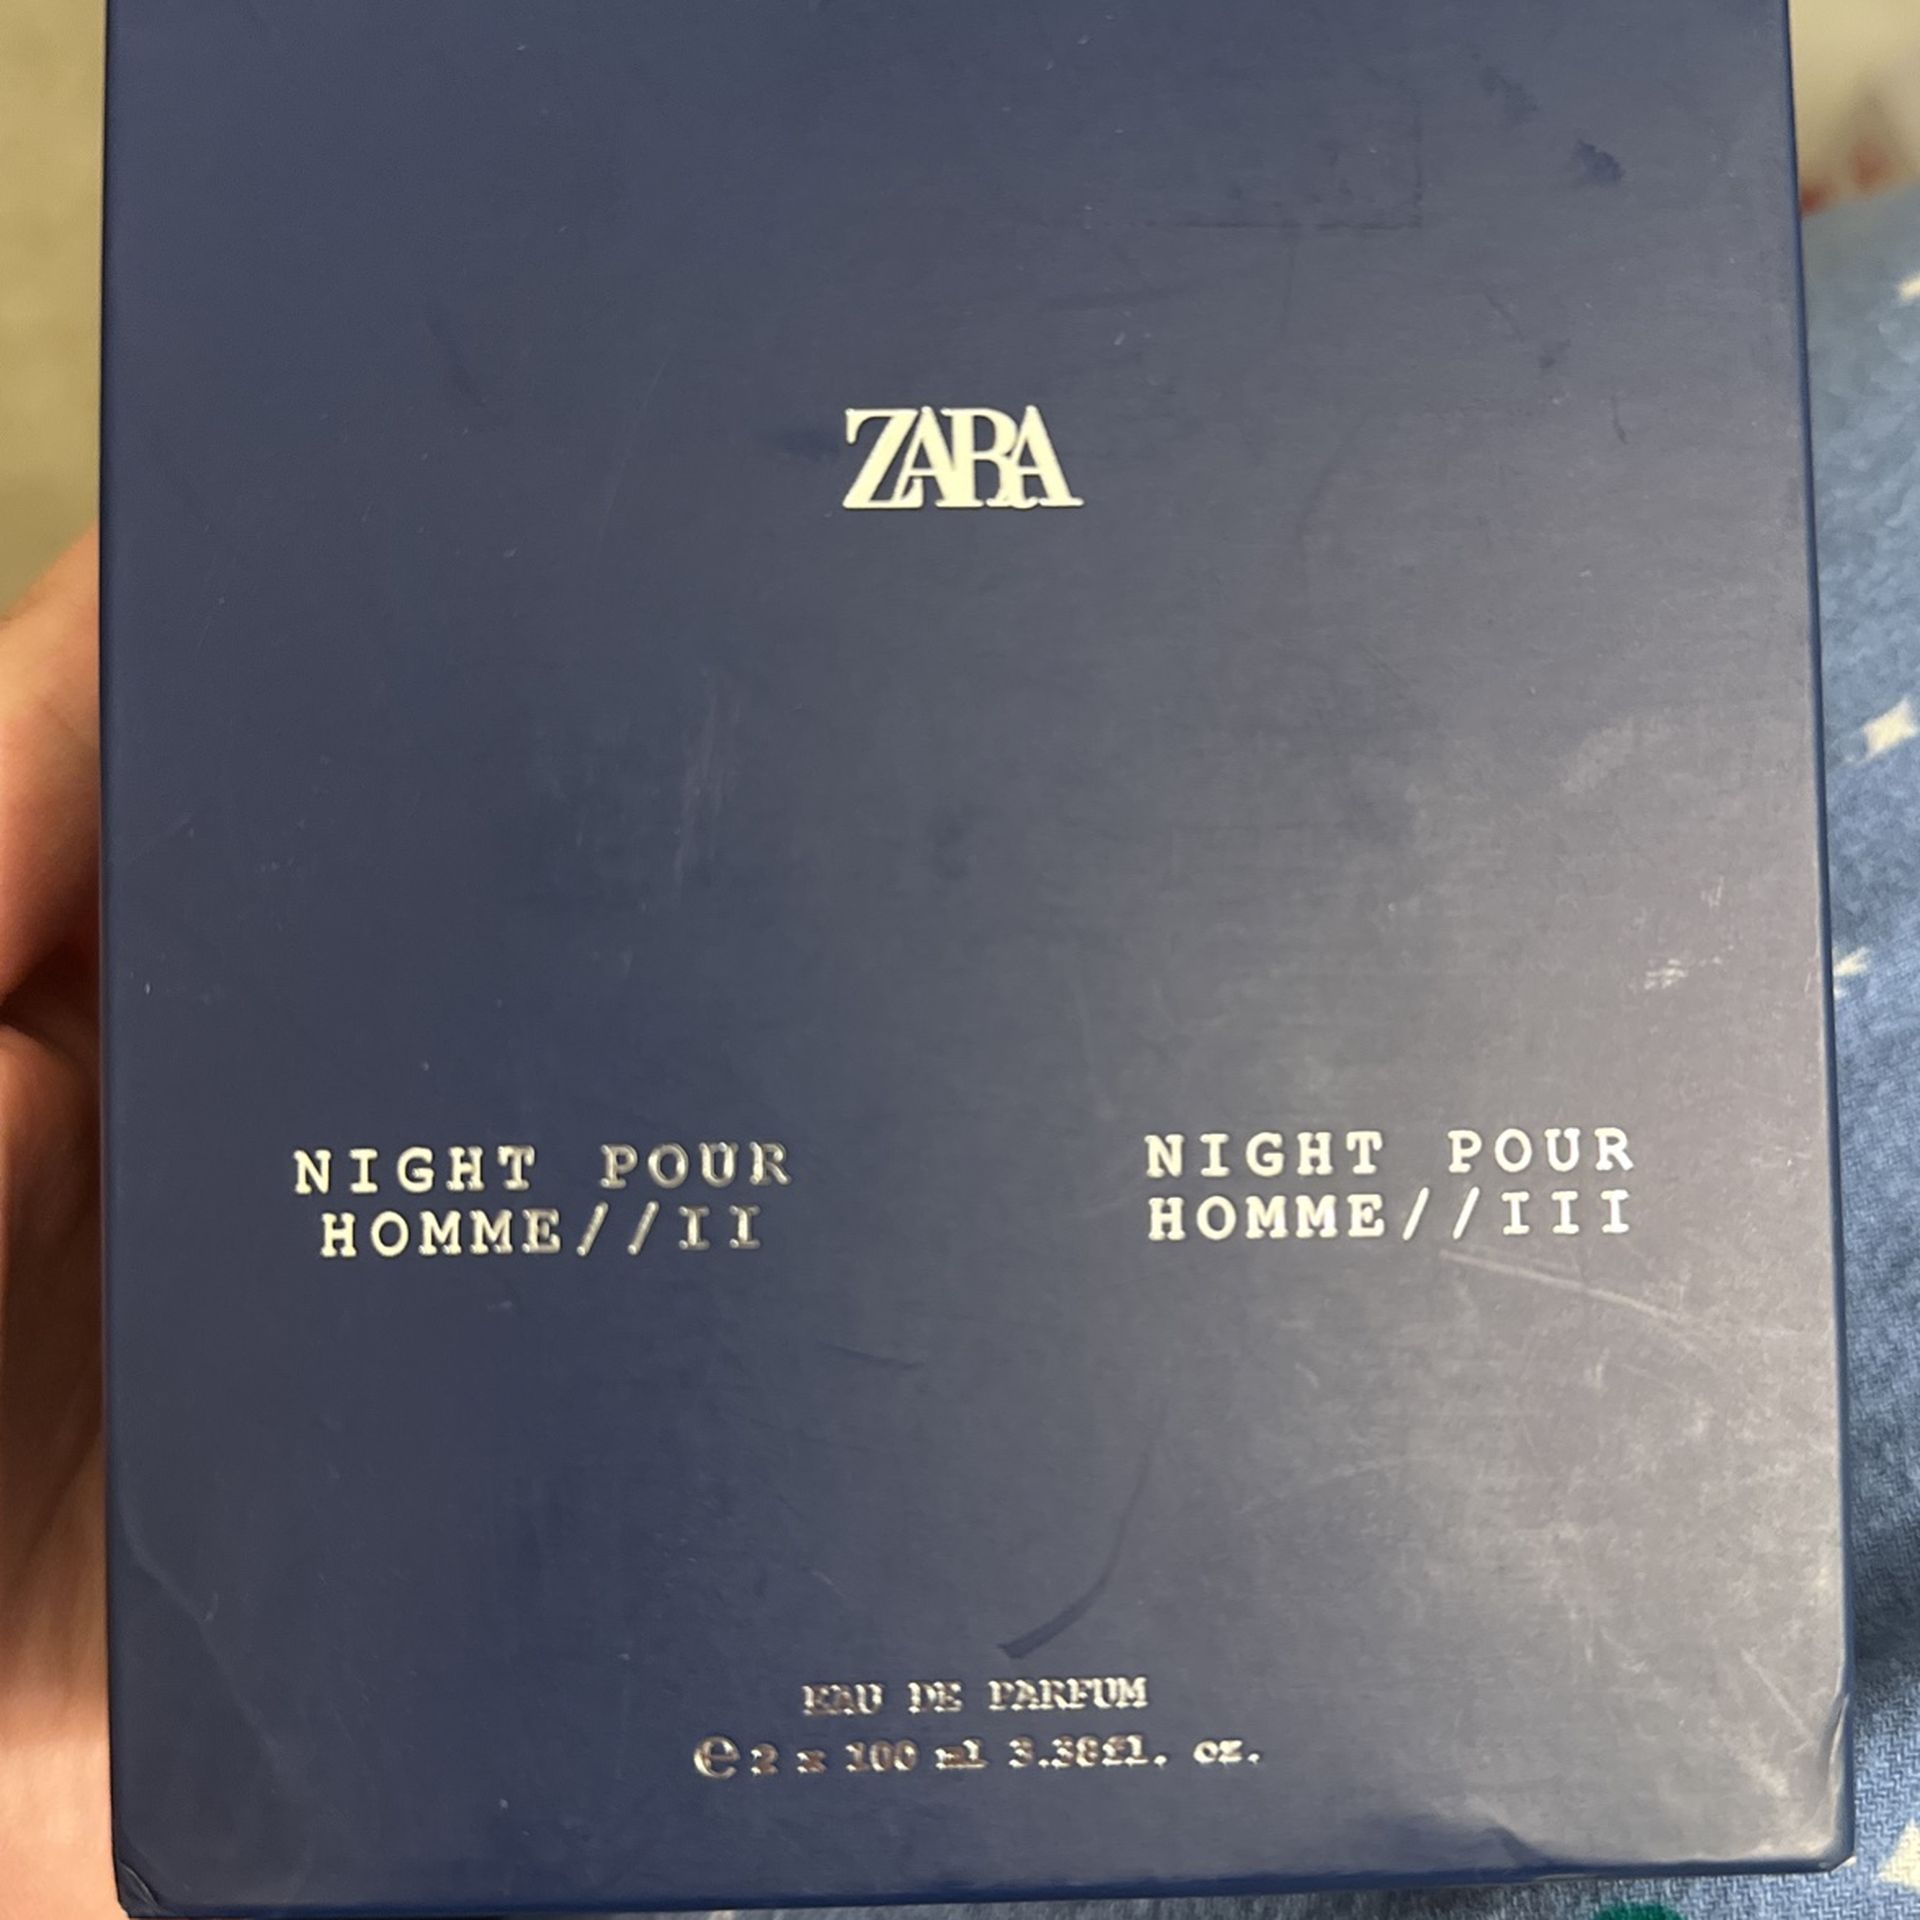 ZARA
NIGHT POUR
HOMME//II
NIGHT POUR
HOMME//III
EAU DE PARFUM
℮ 2 x 100 ml 3.38fl. oz.